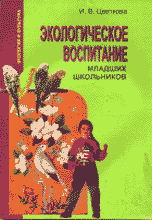 И. В. Цветкова
ЭКОЛОГИЧЕСКОЕ
ВОСПИТАНИЕ
МЛАДШИХ
ШКОЛЬНИКОВ